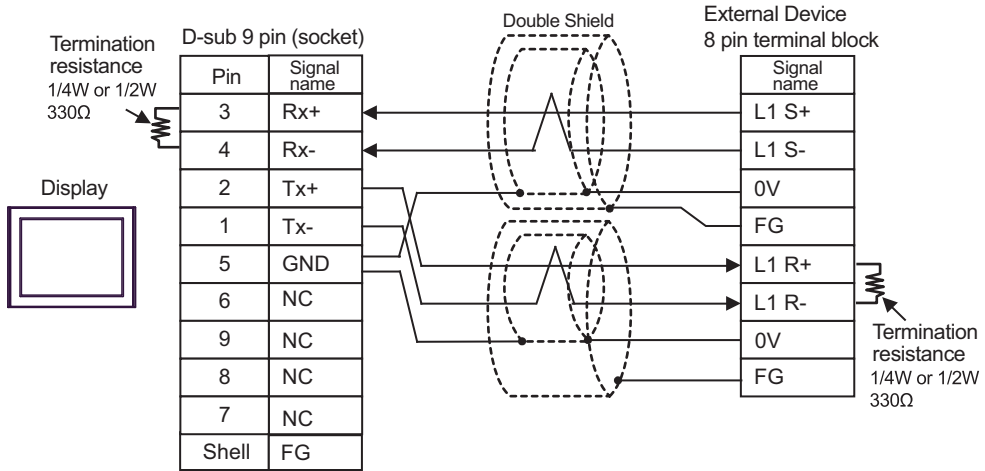 Double Shield
External Device
8 pin terminal block
Termination
resistance
1/4W or 1/2W
330Ω
D-sub 9 pin (socket)
Pin Signal name
3 Rx+
4 Rx-
2 Tx+
1 Tx-
5 GND
6 NC
9 NC
8 NC
7 NC
Shell FG
Display
Signal
name
L1 S+
L1 S-
0V
FG
L1 R+
L1 R-
0V
FG
Termination
resistance
1/4W or 1/2W
330Ω